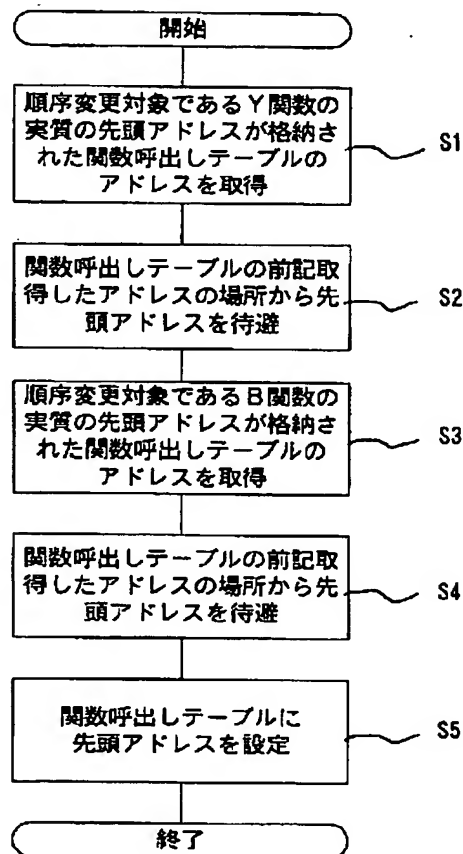 開始
順序変更対象であるY関数の
実質の先頭アドレスが格納さ
れた関数呼出しテーブルの
アドレスを取得
S1
関数呼出しテーブルの前記取
得したアドレスの場所から先
頭アドレスを待避
S2
順序変更対象であるB関数の
実質の先頭アドレスが格納さ
れた関数呼出しテーブルの
アドレスを取得
S3
関数呼出しテーブルの前記取
得したアドレスの場所から先
頭アドレスを待避
S4
関数呼出しテーブルに
先頭アドレスを設定
S5
終了